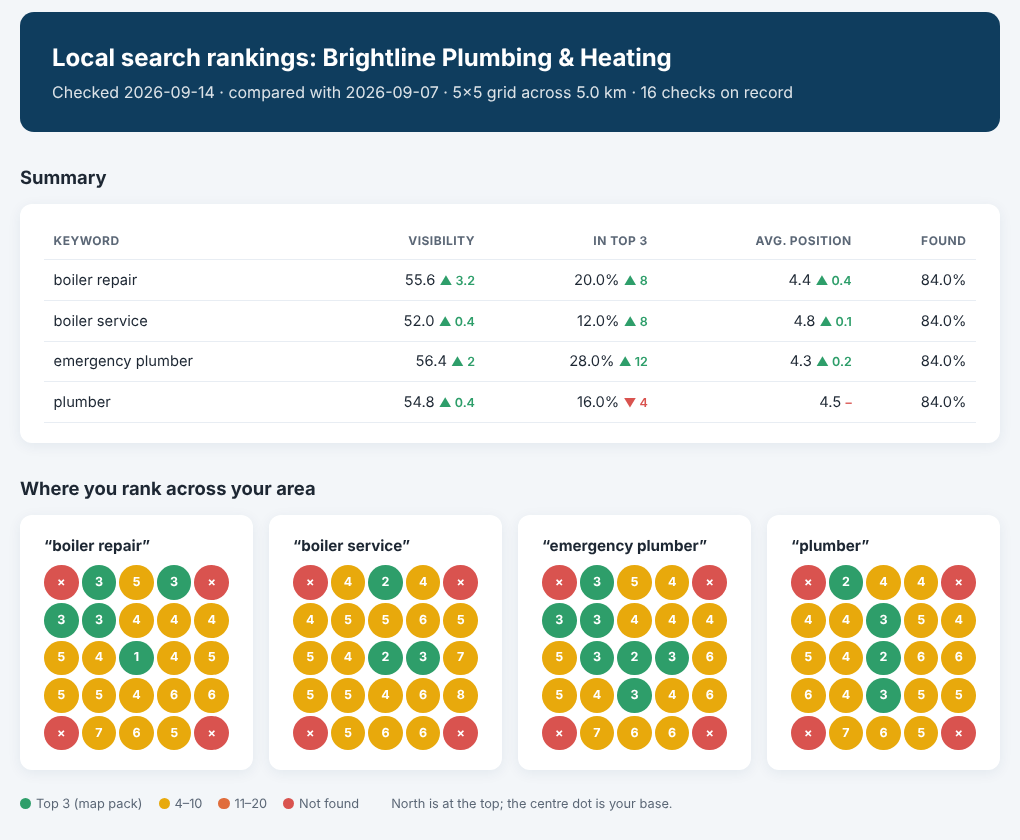 Local search rankings: Brightline Plumbing & Heating
Checked 2026-09-14 · compared with 2026-09-07 · 5×5 grid across 5.0 km · 16 checks on record
Summary
KEYWORD VISIBILITY IN TOP 3 AVG. POSITION FOUND
boiler repair 55.6 ▲ 3.2 20.0% ▲ 8 4.4 ▲ 0.4 84.0%
boiler service 52.0 ▲ 0.4 12.0% ▲ 8 4.8 ▲ 0.1 84.0%
emergency plumber 56.4 ▲ 2 28.0% ▲ 12 4.3 ▲ 0.2 84.0%
plumber 54.8 ▲ 0.4 16.0% ▼ 4 4.5 – 84.0%
Where you rank across your area
“boiler repair”
× 3 5 3 ×
3 3 4 4 4
5 4 1 4 5
5 5 4 6 6
× 7 6 5 ×
“boiler service”
× 4 2 4 ×
4 5 5 6 5
5 4 2 3 7
5 5 4 6 8
× 5 6 6 ×
“emergency plumber”
× 3 5 4 ×
3 3 4 4 4
5 3 2 3 6
5 4 3 4 6
× 7 6 6 ×
“plumber”
× 2 4 4 ×
4 4 3 5 4
5 4 2 6 6
6 4 3 5 5
× 7 6 5 ×
Top 3 (map pack) 4–10 11–20 Not found North is at the top; the centre dot is your base.